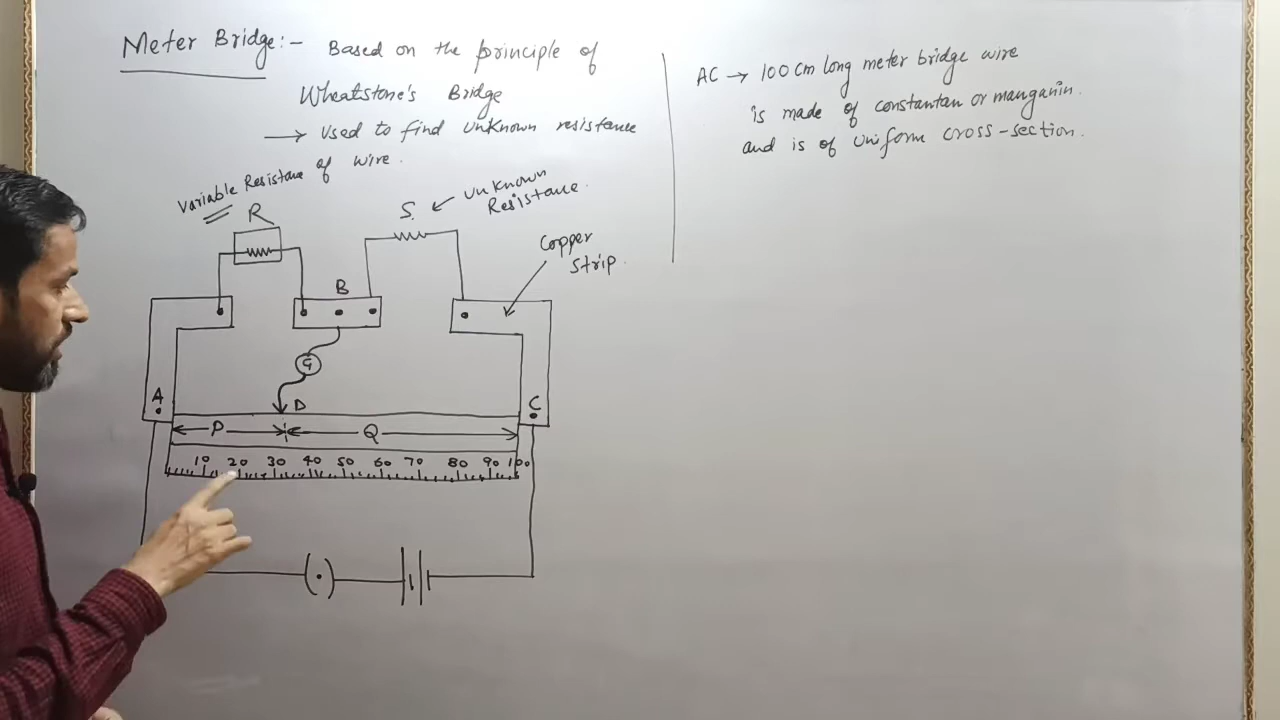 Meter Bridge:- Based on the principle of
Wheatstone's Bridge
→ Used to find unknown resistance
of wire.
Variable Resistance
R
S.
← unknown
Resistance.
Copper
Strip.
B
G
A
D
C
P
Q
10 20 30 40 50 60 70 80 90 100
AC → 100 cm long meter bridge wire
is made of constantan or manganin.
and is of uniform cross-section.